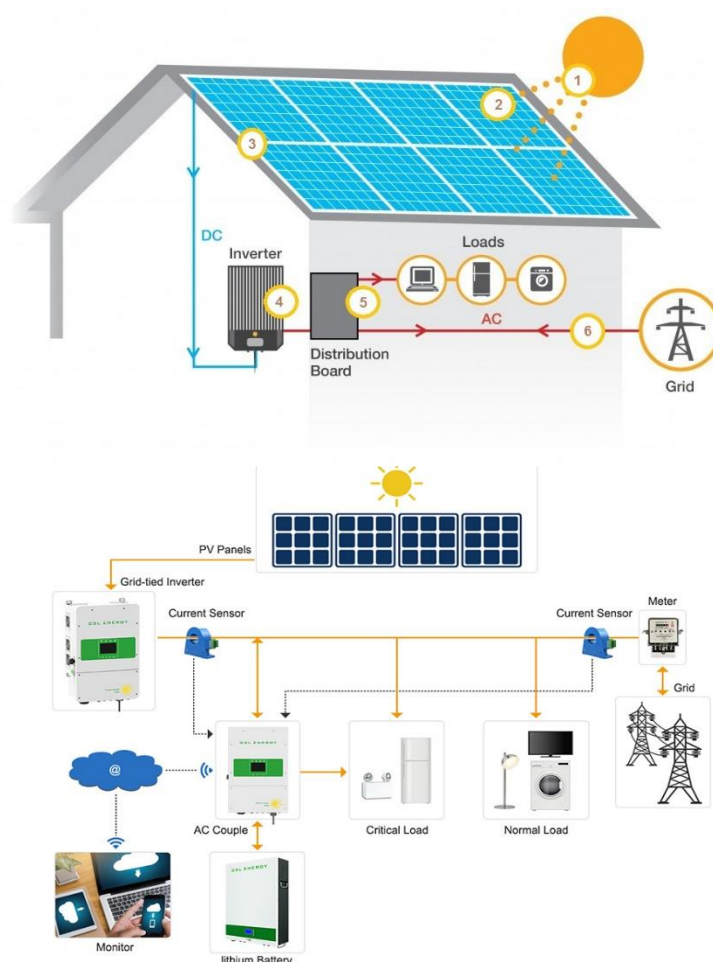 1
2
3
DC
Inverter
Loads
4
5
AC
6
Distribution
Board
Grid
PV Panels
Grid-tied Inverter
Current Sensor
Current Sensor
Meter
GSL ENERGY
Grid
@
GSL ENERGY
AC Couple
Critical Load
Normal Load
GSL ENERGY
Monitor
lithium Battery